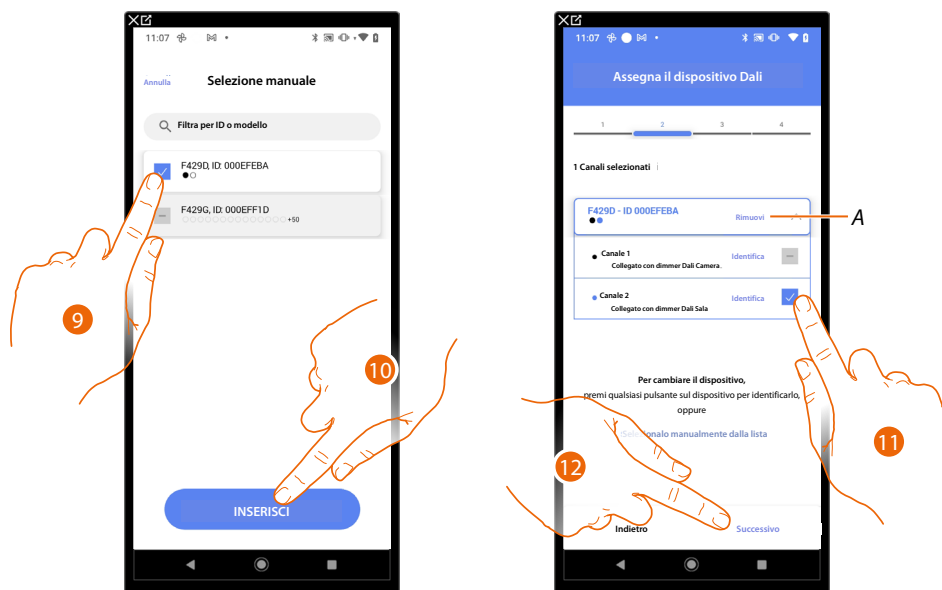 11:07
Annulla
Selezione manuale
Filtra per ID o modello
F429D, ID: 000EFEBA
F429G, ID: 000EFF1D
+50
9
10
INSERISCI
11:07
Assegna il dispositivo Dali
1 2 3 4
1 Canali selezionati
F429D - ID 000EFEBA
Rimuovi
A
Canale 1
Collegato con dimmer Dali Camera.
Identifica
Canale 2
Collegato con dimmer Dali Sala
Identifica
Per cambiare il dispositivo,
premi qualsiasi pulsante sul dispositivo per identificarlo,
oppure
manualmente dalla lista
11
12
Indietro
Successivo